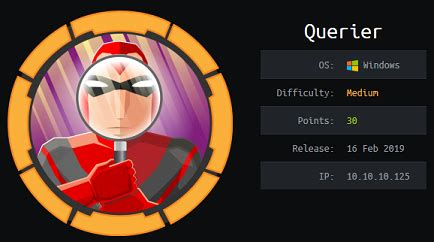 Querier
OS: Windows
Difficulty: Medium
Points: 30
Release: 16 Feb 2019
IP: 10.10.10.125